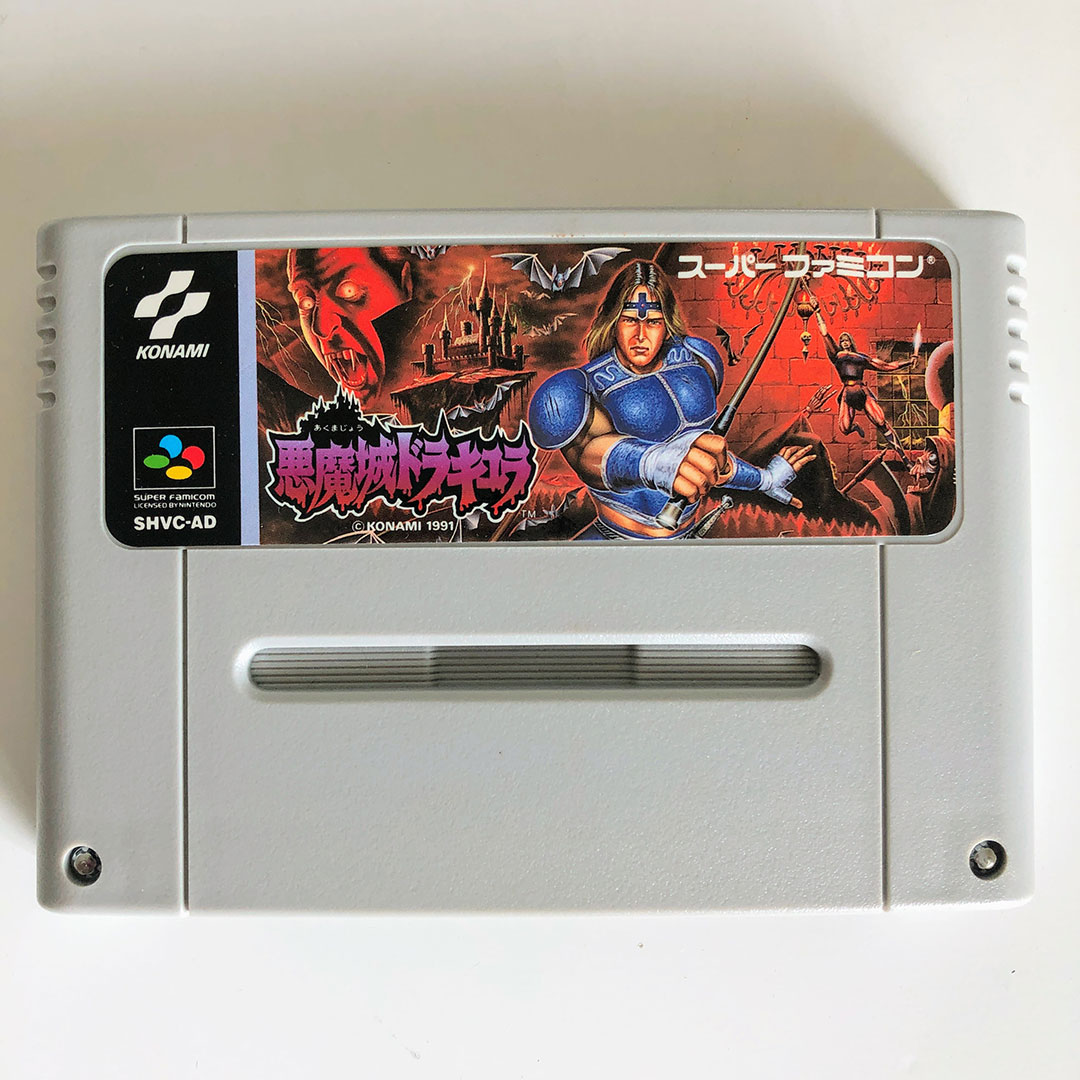 KONAMI
スーパーファミコン®
あくまじょう
悪魔城ドラキュラ
TM
©KONAMI 1991
SUPER FAMICOM
LICENSED BY NINTENDO
SHVC-AD